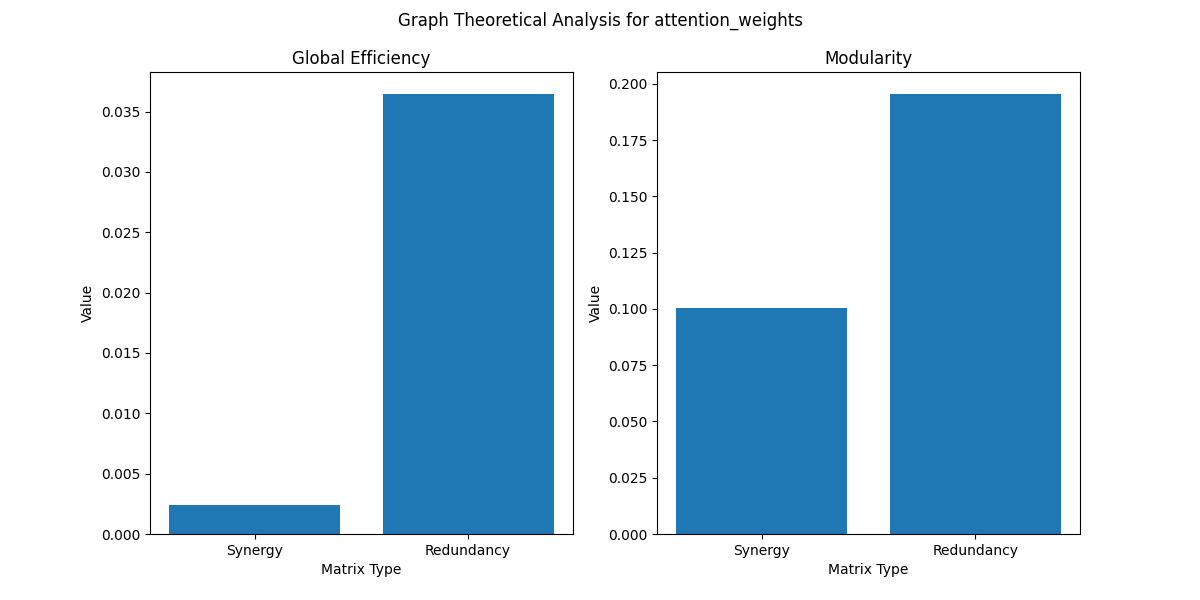 Graph Theoretical Analysis for attention_weights
Global Efficiency
0.035
0.030
0.025
0.020
0.015
0.010
0.005
0.000
Value
Synergy Redundancy
Matrix Type
Modularity
0.200
0.175
0.150
0.125
0.100
0.075
0.050
0.025
0.000
Value
Synergy Redundancy
Matrix Type